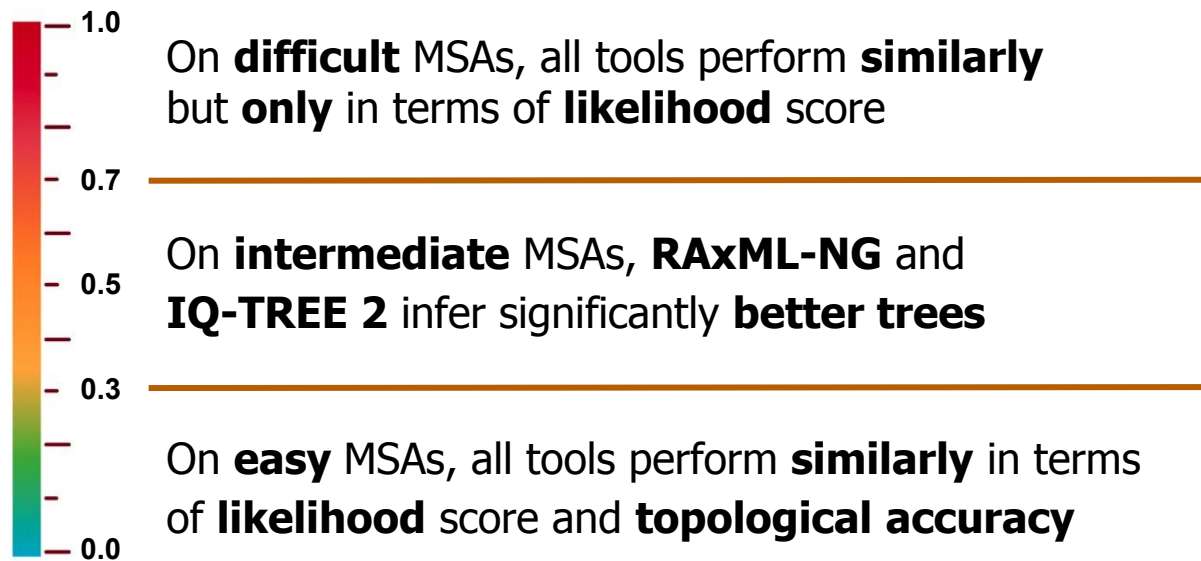 1.0
On difficult MSAs, all tools perform similarly
but only in terms of likelihood score
0.7
On intermediate MSAs, RAxML-NG and
0.5
IQ-TREE 2 infer significantly better trees
0.3
On easy MSAs, all tools perform similarly in terms
of likelihood score and topological accuracy
0.0